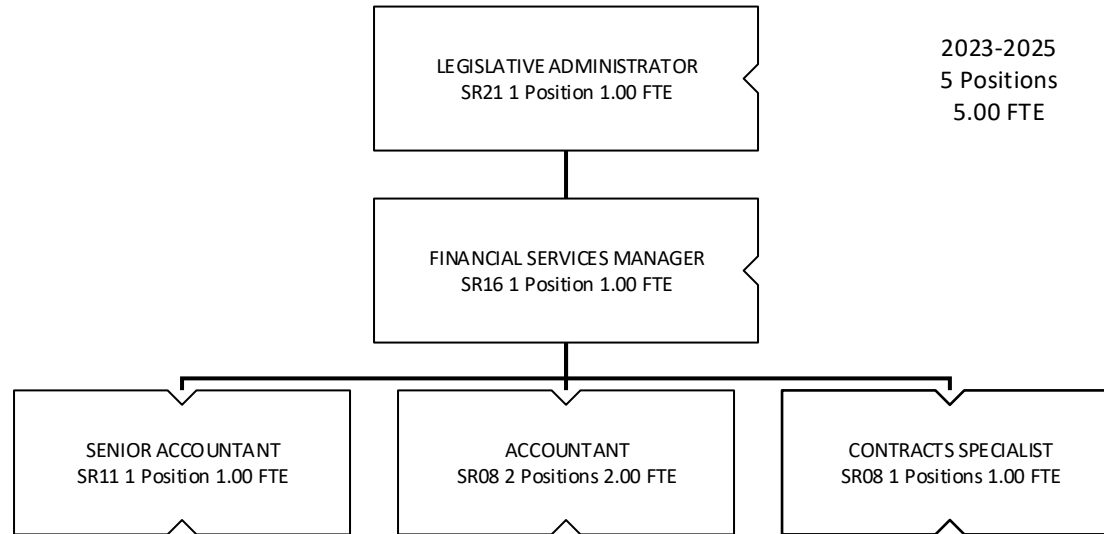 LEGISLATIVE ADMINISTRATOR
SR21 1 Position 1.00 FTE
2023-2025
5 Positions
5.00 FTE
FINANCIAL SERVICES MANAGER
SR16 1 Position 1.00 FTE
SENIOR ACCOUNTANT
SR11 1 Position 1.00 FTE
ACCOUNTANT
SR08 2 Positions 2.00 FTE
CONTRACTS SPECIALIST
SR08 1 Positions 1.00 FTE